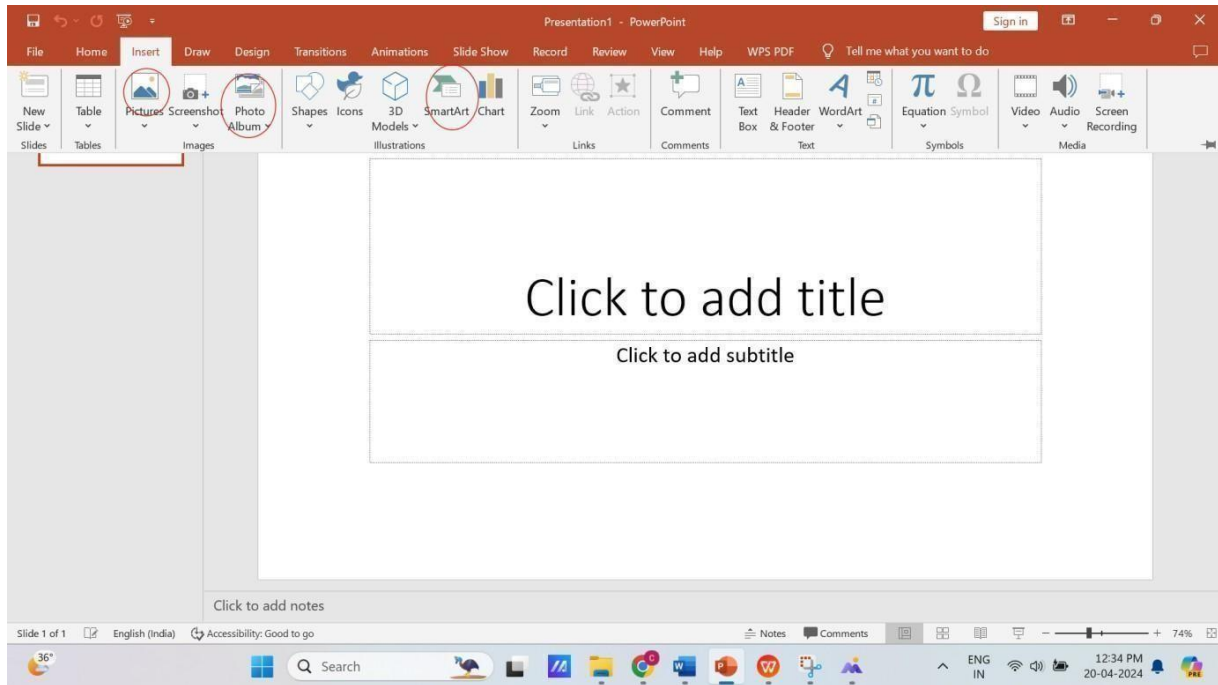 Presentation1 - PowerPoint
Sign in
File Home Insert Draw Design Transitions Animations Slide Show Record Review View Help WPS PDF Tell me what you want to do
New Slide
Table
Pictures
Screenshot
Photo Album
Shapes
Icons
3D Models
SmartArt
Chart
Zoom
Link
Action
Comment
Text Box
Header & Footer
WordArt
Equation
Symbol
Video
Audio
Screen Recording
Slides Tables Images Illustrations Links Comments Text Symbols Media
Click to add title
Click to add subtitle
Click to add notes
Slide 1 of 1 English (India) Accessibility: Good to go Notes Comments 74%
36°
Search
PRE
ENG
IN
12:34 PM
20-04-2024